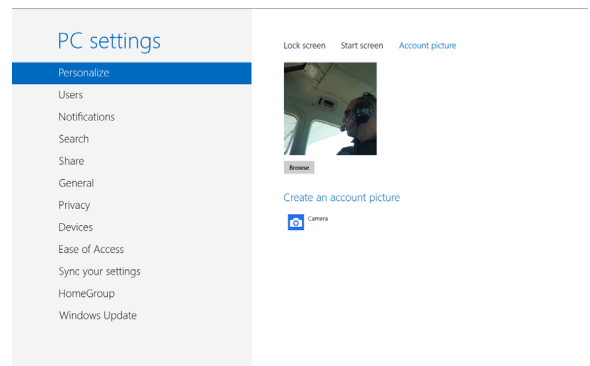 PC settings
Personalize
Users
Notifications
Search
Share
General
Privacy
Devices
Ease of Access
Sync your settings
HomeGroup
Windows Update
Lock screen Start screen Account picture
Browse
Create an account picture
Camera